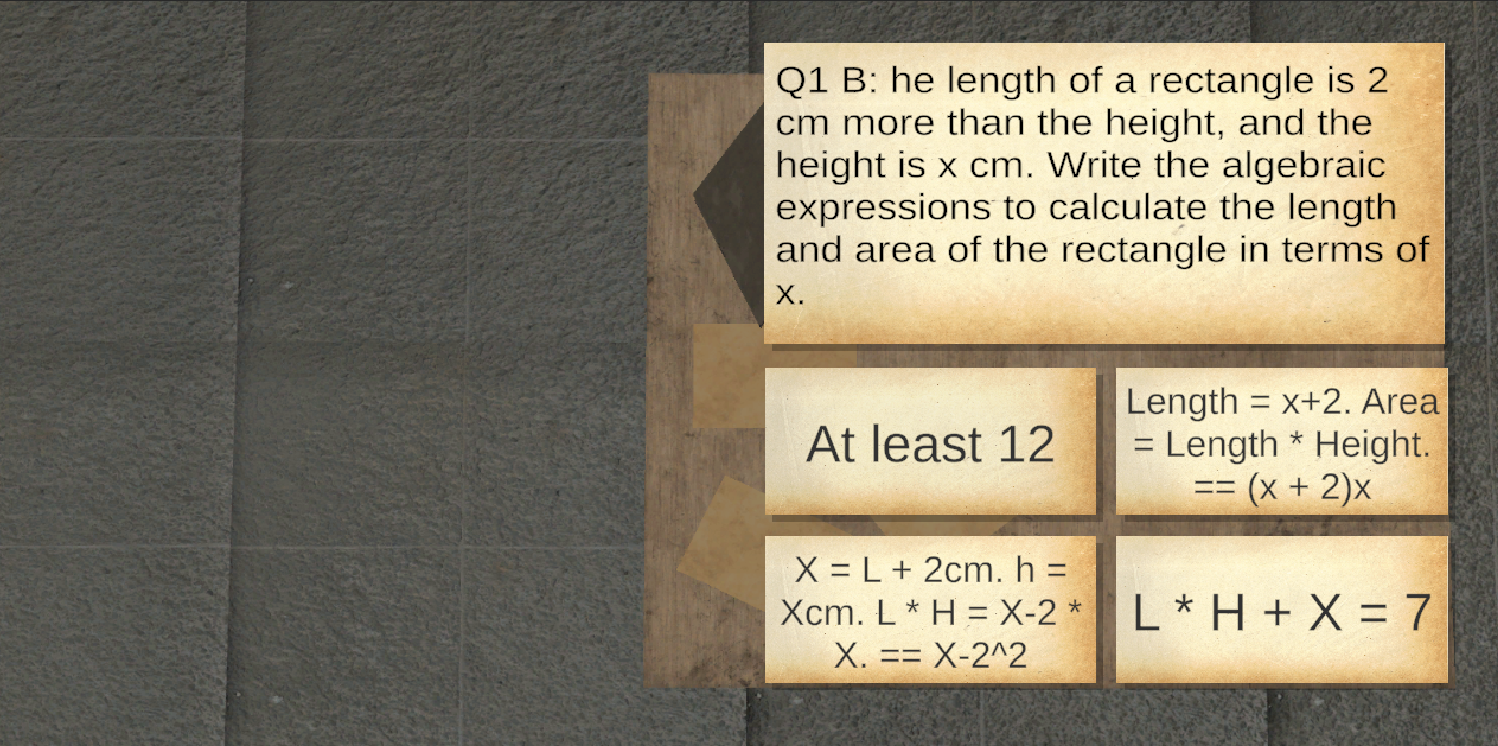 Q1 B: he length of a rectangle is 2
cm more than the height, and the
height is x cm. Write the algebraic
expressions to calculate the length
and area of the rectangle in terms of
x.
At least 12
Length = x+2. Area
= Length * Height.
== (x + 2)x
X = L + 2cm. h =
Xcm. L * H = X-2 *
X. == X-2^2
L * H + X = 7